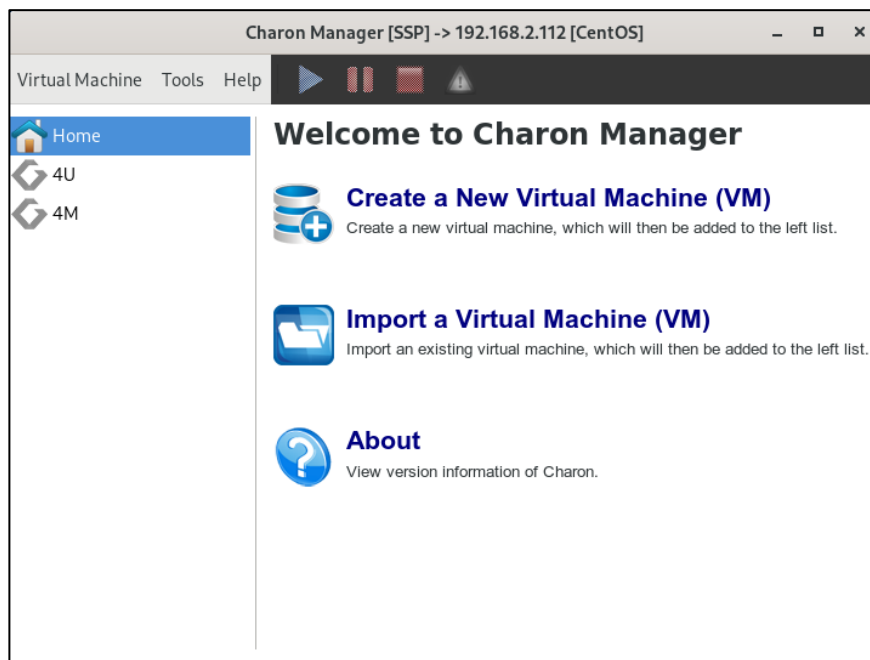 Charon Manager [SSP] -> 192.168.2.112 [CentOS]
Virtual Machine Tools Help
Home
4U
4M
Welcome to Charon Manager
Create a New Virtual Machine (VM)
Create a new virtual machine, which will then be added to the left list.
Import a Virtual Machine (VM)
Import an existing virtual machine, which will then be added to the left list.
About
View version information of Charon.